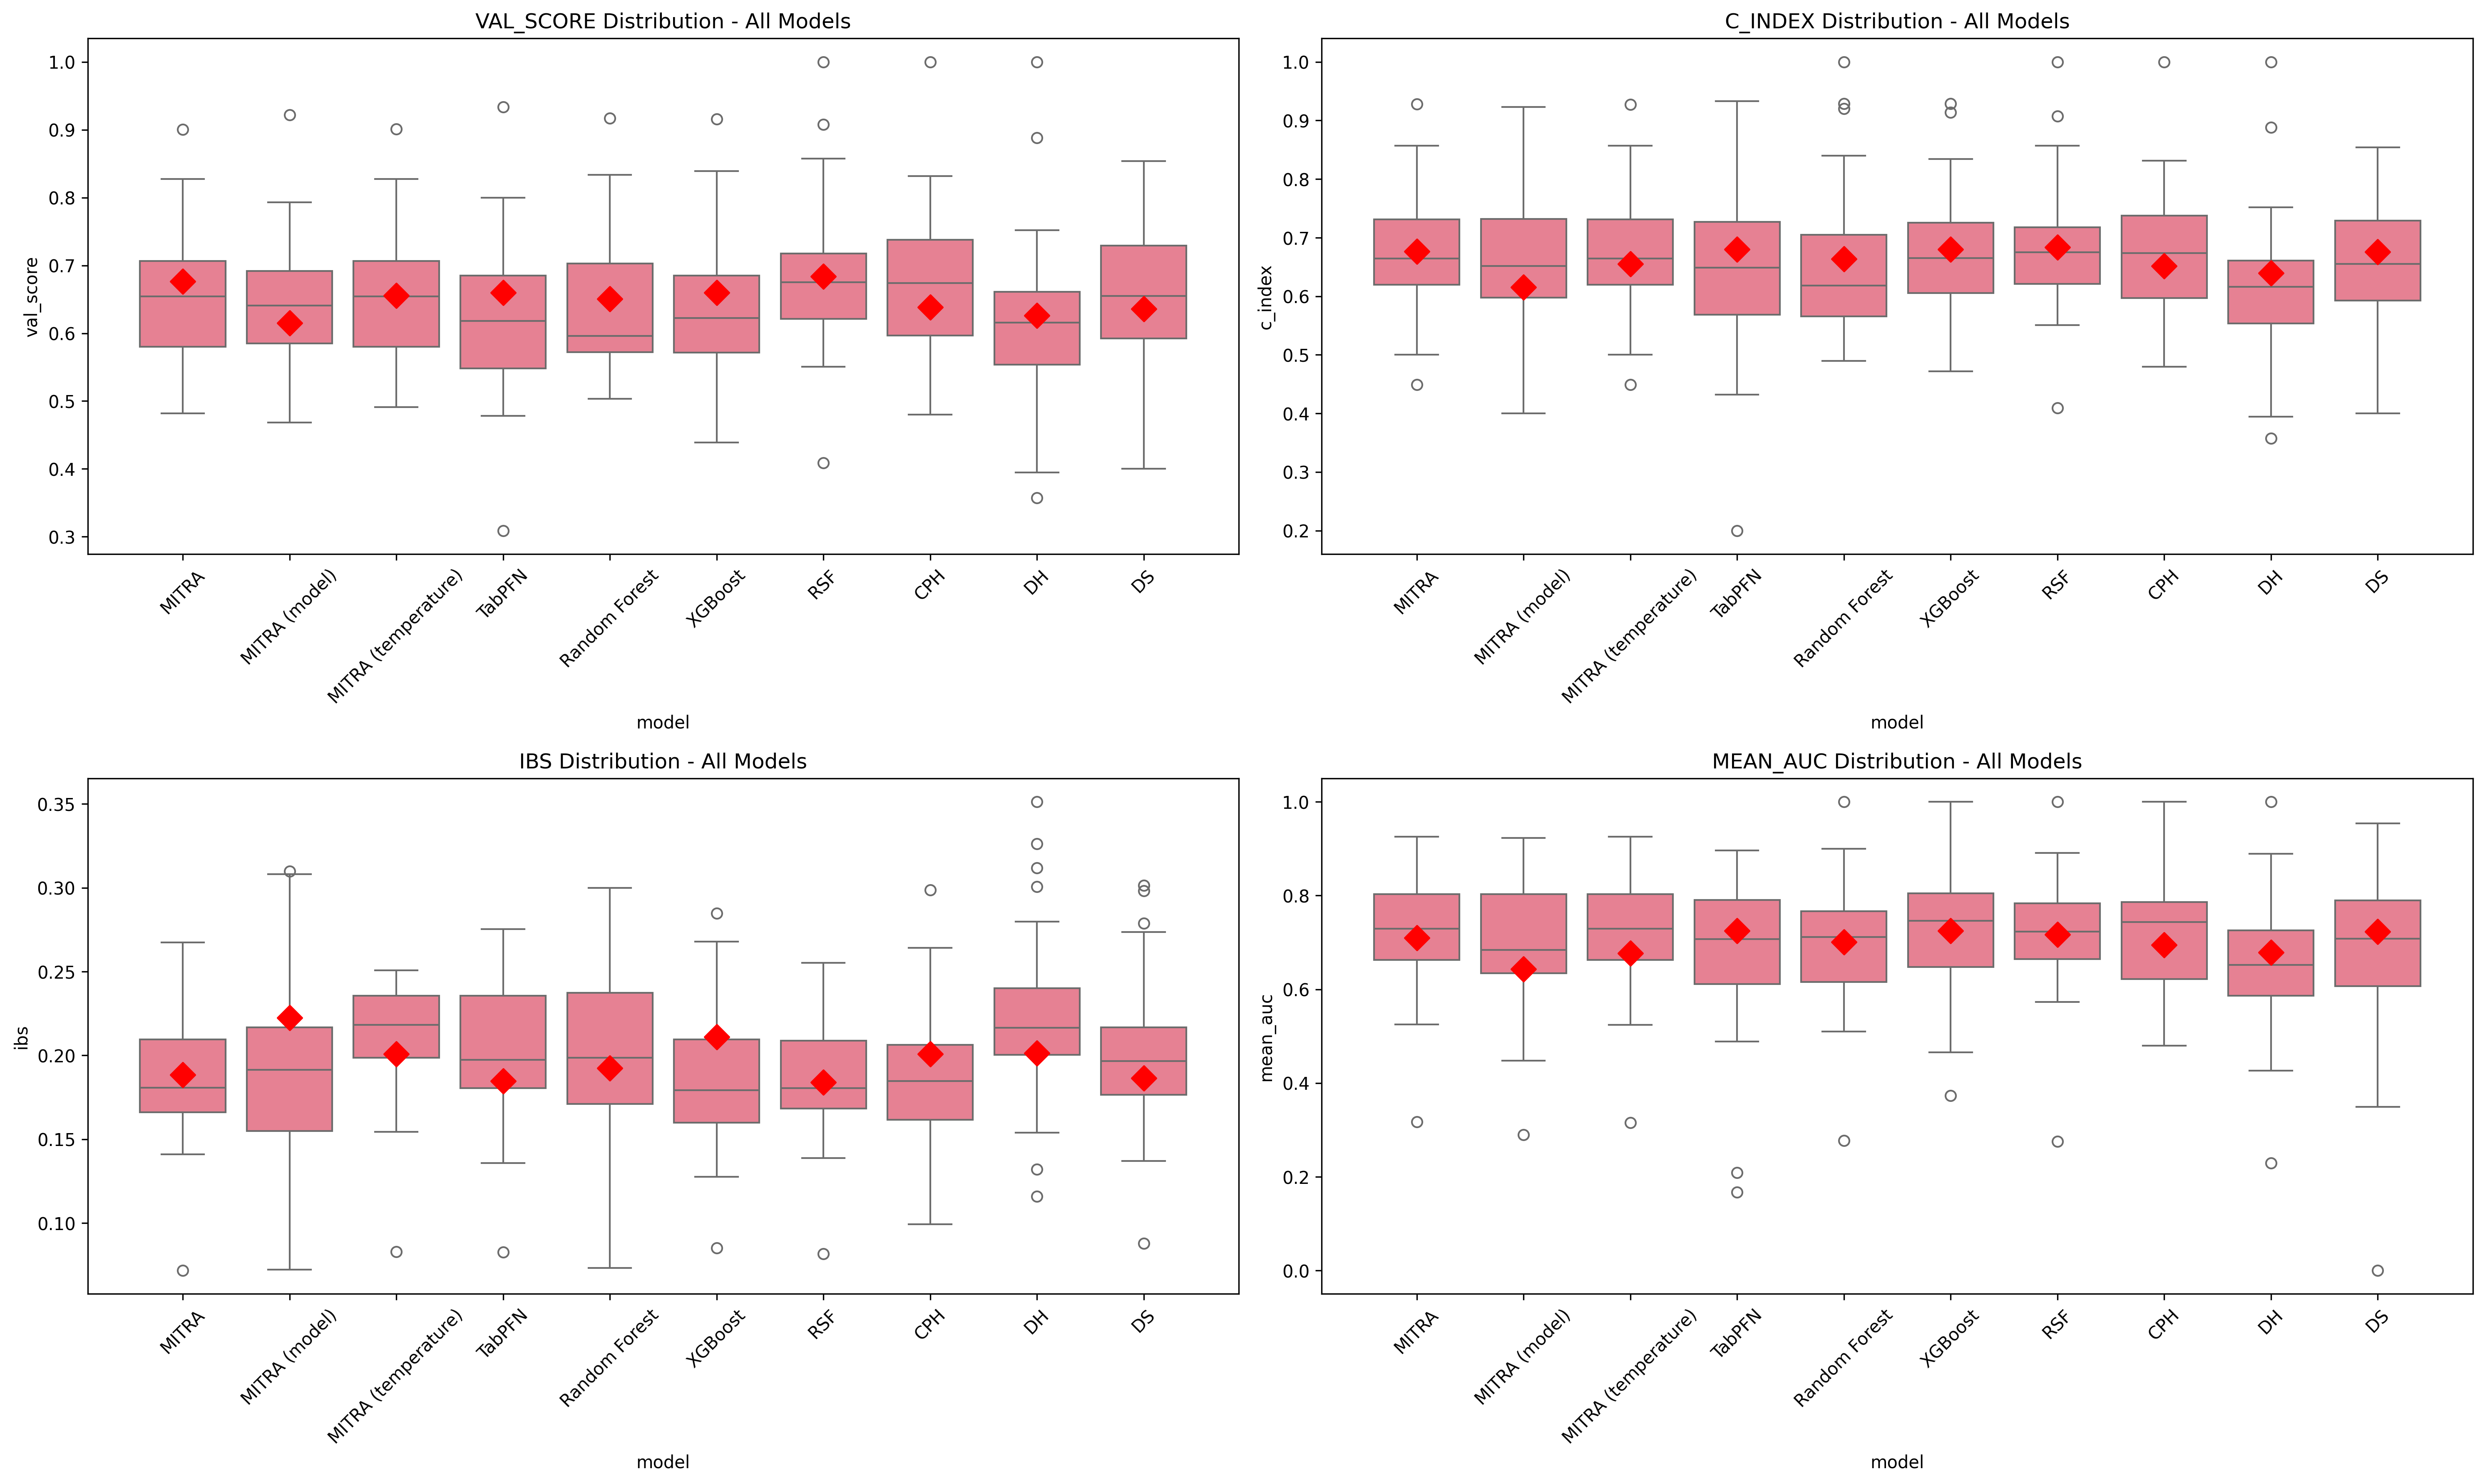 VAL_SCORE Distribution - All Models
val_score
1.0
0.9
0.8
0.7
0.6
0.5
0.4
0.3
MITRA
MITRA (model)
MITRA (temperature)
TabPFN
Random Forest
XGBoost
RSF
CPH
DH
DS
model
C_INDEX Distribution - All Models
c_index
1.0
0.9
0.8
0.7
0.6
0.5
0.4
0.3
0.2
MITRA
MITRA (model)
MITRA (temperature)
TabPFN
Random Forest
XGBoost
RSF
CPH
DH
DS
model
IBS Distribution - All Models
ibs
0.35
0.30
0.25
0.20
0.15
0.10
MITRA
MITRA (model)
MITRA (temperature)
TabPFN
Random Forest
XGBoost
RSF
CPH
DH
DS
model
MEAN_AUC Distribution - All Models
mean_auc
1.0
0.8
0.6
0.4
0.2
0.0
MITRA
MITRA (model)
MITRA (temperature)
TabPFN
Random Forest
XGBoost
RSF
CPH
DH
DS
model